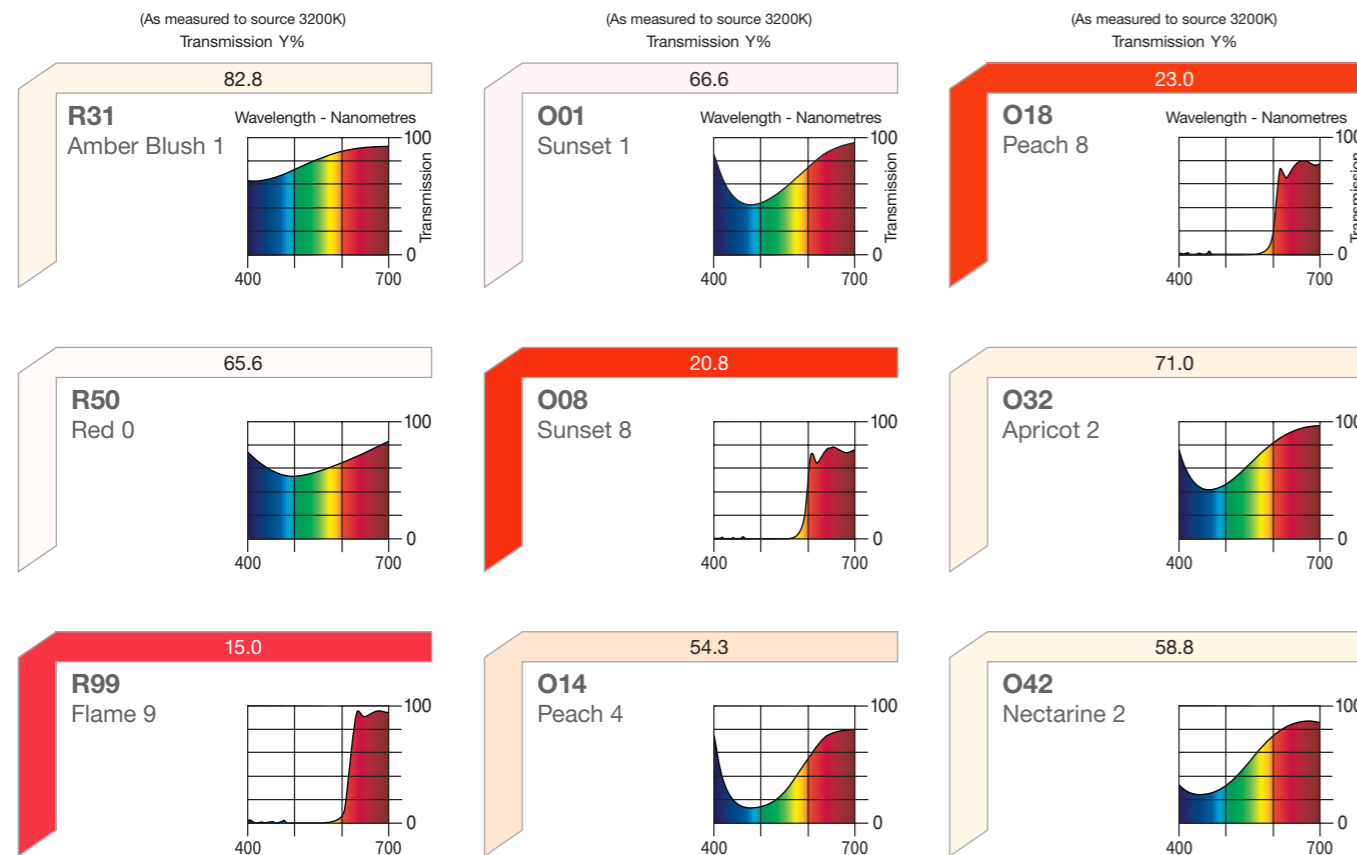 (As measured to source 3200K)
Transmission Y%
82.8
R31
Amber Blush 1
Wavelength - Nanometres
100
Transmission
0
400
700
(As measured to source 3200K)
Transmission Y%
66.6
O01
Sunset 1
Wavelength - Nanometres
100
Transmission
0
400
700
(As measured to source 3200K)
Transmission Y%
23.0
O18
Peach 8
Wavelength - Nanometres
100
Transmission
0
400
700
65.6
R50
Red 0
100
0
400
700
20.8
O08
Sunset 8
100
0
400
700
71.0
O32
Apricot 2
100
0
400
700
15.0
R99
Flame 9
100
0
400
700
54.3
O14
Peach 4
100
0
400
700
58.8
O42
Nectarine 2
100
0
400
700